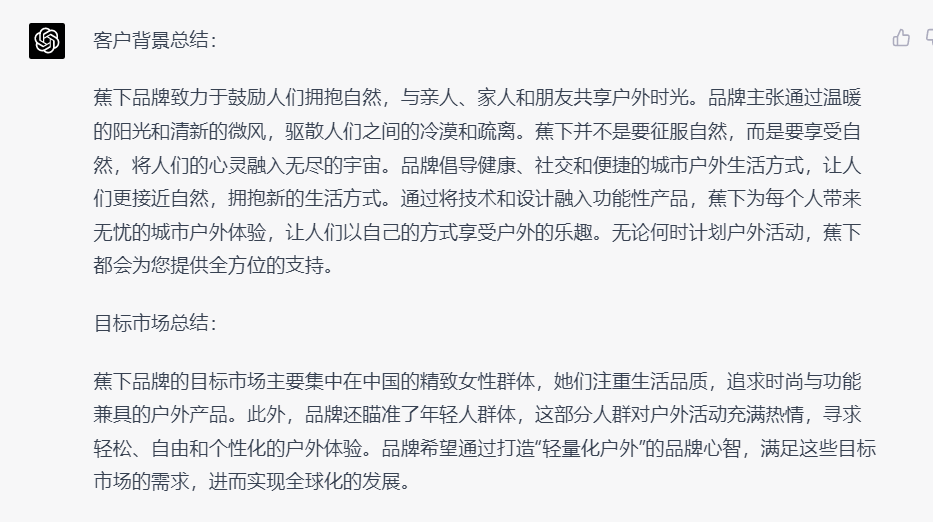 客户背景总结：
蕉下品牌致力于鼓励人们拥抱自然，与亲人、家人和朋友共享户外时光。品牌主张通过温暖
的阳光和清新的微风，驱散人们之间的冷漠和疏离。蕉下并不是要征服自然，而是要享受自
然，将人们的心灵融入无尽的宇宙。品牌倡导健康、社交和便捷的城市户外生活方式，让人
们更接近自然，拥抱新的生活方式。通过将技术和设计融入功能性产品，蕉下为每个人带来
无忧的城市户外体验，让人们以自己的方式享受户外的乐趣。无论何时计划户外活动，蕉下
都会为您提供全方位的支持。
目标市场总结：
蕉下品牌的目标市场主要集中在中国的精致女性群体，她们注重生活品质，追求时尚与功能
兼具的户外产品。此外，品牌还瞄准了年轻人群体，这部分人群对户外活动充满热情，寻求
轻松、自由和个性化的户外体验。品牌希望通过打造"轻量化户外"的品牌心智，满足这些目标
市场的需求，进而实现全球化的发展。